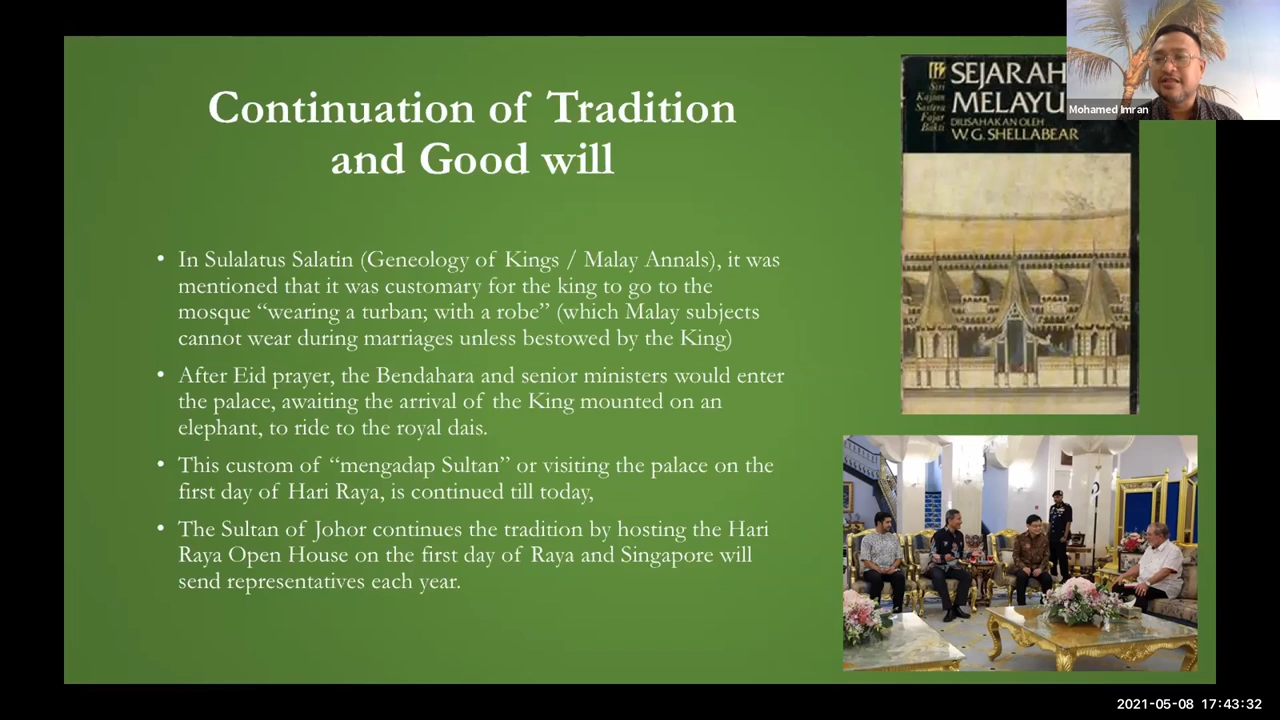 Continuation of Tradition
and Good will
• In Sulalatus Salatin (Geneology of Kings / Malay Annals), it was
mentioned that it was customary for the king to go to the
mosque “wearing a turban; with a robe” (which Malay subjects
cannot wear during marriages unless bestowed by the King)
• After Eid prayer, the Bendahara and senior ministers would enter
the palace, awaiting the arrival of the King mounted on an
elephant, to ride to the royal dais.
• This custom of “mengadap Sultan” or visiting the palace on the
first day of Hari Raya, is continued till today,
• The Sultan of Johor continues the tradition by hosting the Hari
Raya Open House on the first day of Raya and Singapore will
send representatives each year.
Siri
Kajian
Sastera
Fajar
Bakti
SEJARAH
MELAYU
DIUSAHAKAN OLEH
W.G. SHELLABEAR
Mohamed Imran
2021-05-08 17:43:32